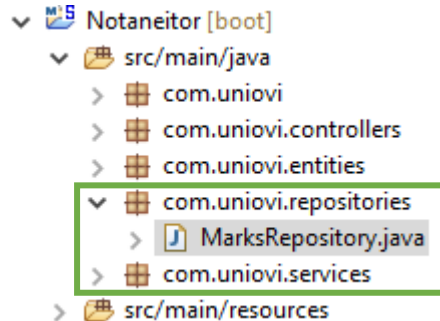 Notaneitor [boot]
src/main/java
com.uniovi
com.uniovi.controllers
com.uniovi.entities
com.uniovi.repositories
MarksRepository.java
com.uniovi.services
src/main/resources